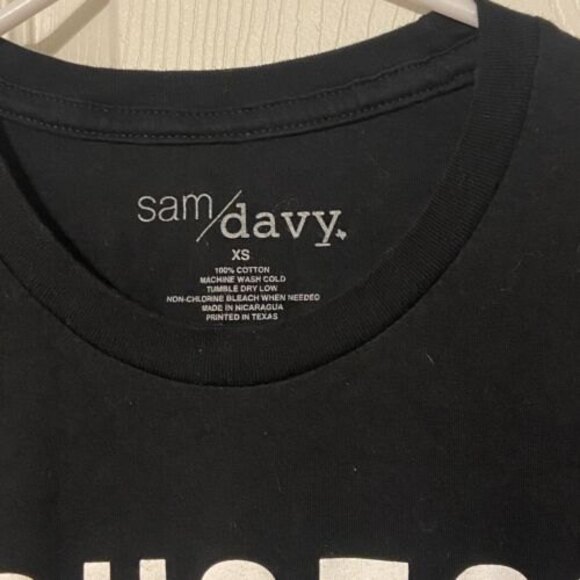 sam/davy.
XS
100% COTTON
MACHINE WASH COLD
TUMBLE DRY LOW
NON-CHLORINE BLEACH WHEN NEEDED
MADE IN NICARAGUA
PRINTED IN TEXAS